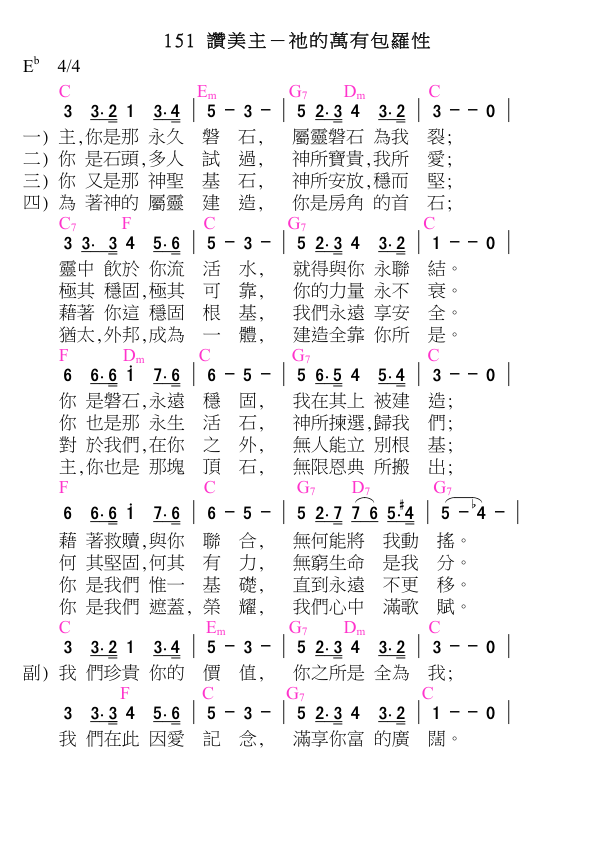 151 讚美主－祂的萬有包羅性
E♭ 4/4
C Em G7 Dm C
3 3·2 1 3·4 | 5 － 3 － | 5 2·3 4 3·2 | 3 － － 0 |
一) 主,你是那 永久 磐 石, 屬靈磐石 為我 裂;
二) 你 是石頭,多人 試 過, 神所寶貴,我所 愛;
三) 你 又是那 神聖 基 石, 神所安放,穩而 堅;
四) 為 著神的 屬靈 建 造, 你是房角 的首 石;
C7 F C G7 C
3 3· 3 4 5·6 | 5 － 3 － | 5 2·3 4 3·2 | 1 － － 0 |
靈中 飲於 你流 活 水, 就得與你 永聯 結。
極其 穩固,極其 可 靠, 你的力量 永不 衰。
藉著 你這 穩固 根 基, 我們永遠 享安 全。
猶太,外邦,成為 一 體, 建造全靠 你所 是。
F Dm C G7 C
6 6·6 i 7·6 | 6 － 5 － | 5 6·5 4 5·4 | 3 － － 0 |
你 是磐石,永遠 穩 固, 我在其上 被建 造;
你 也是那 永生 活 石, 神所揀選,歸我 們;
對 於我們,在你 之 外, 無人能立 別根 基;
主,你也是 那塊 頂 石, 無限恩典 所搬 出;
F C G7 D7 G7
6 6·6 i 7·6 | 6 － 5 － | 5 2·7 7 6 5·♯4 | 5 －♭4 － |
藉 著救贖,與你 聯 合, 無何能將 我動 搖。
何 其堅固,何其 有 力, 無窮生命 是我 分。
你 是我們 惟一 基 礎, 直到永遠 不更 移。
你 是我們 遮蓋, 榮 耀, 我們心中 滿歌 賦。
C Em G7 Dm C
3 3·2 1 3·4 | 5 － 3 － | 5 2·3 4 3·2 | 3 － － 0 |
副) 我 們珍貴 你的 價 值, 你之所是 全為 我;
F C G7 C
3 3·3 4 5·6 | 5 － 3 － | 5 2·3 4 3·2 | 1 － － 0 |
我 們在此 因愛 記 念, 滿享你富 的廣 闊。